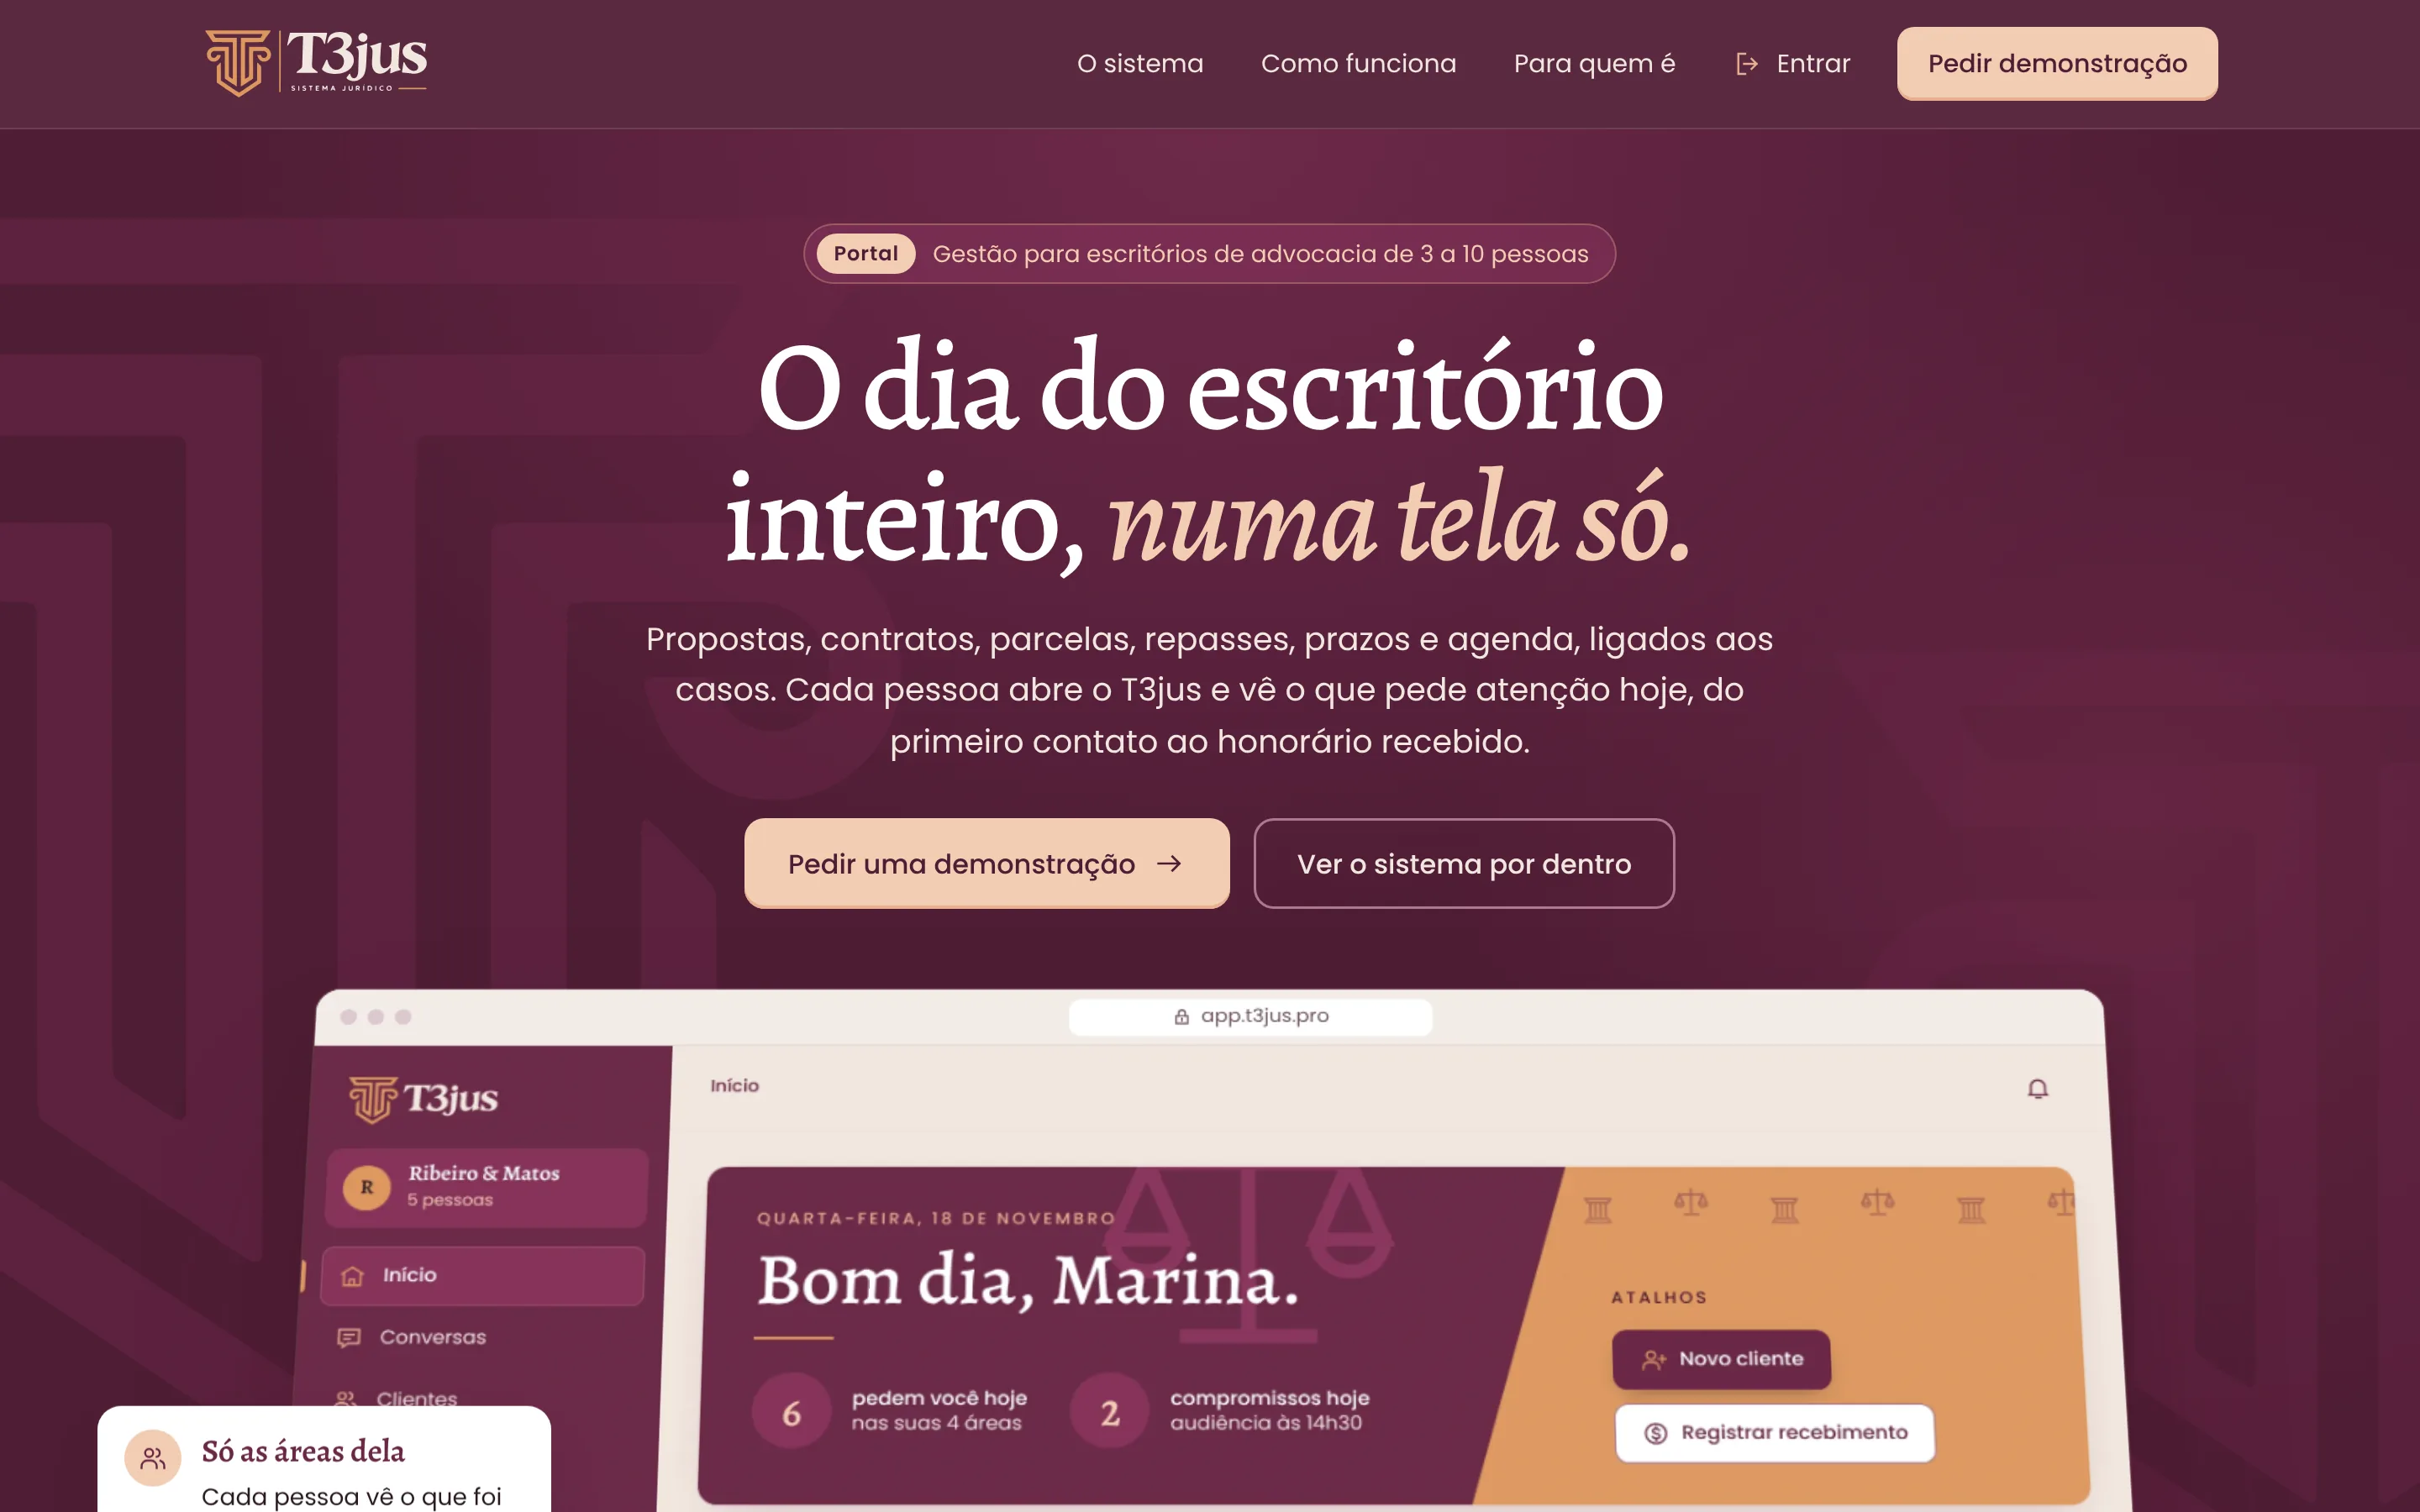 T3jus
SISTEMA JURÍDICO
O sistema
Como funciona
Para quem é
Entrar
Pedir demonstração
Portal
Gestão para escritórios de advocacia de 3 a 10 pessoas
O dia do escritório
inteiro, numa tela só.
Propostas, contratos, parcelas, repasses, prazos e agenda, ligados aos
casos. Cada pessoa abre o T3jus e vê o que pede atenção hoje, do
primeiro contato ao honorário recebido.
Pedir uma demonstração
Ver o sistema por dentro
app.t3jus.pro
T3jus
R
Ribeiro & Matos
5 pessoas
Início
Conversas
Clientes
Início
QUARTA-FEIRA, 18 DE NOVEMBRO
Bom dia, Marina.
6
pedem você hoje
nas suas 4 áreas
2
compromissos hoje
audiência às 14h30
ATALHOS
Novo cliente
Registrar recebimento
Só as áreas dela
Cada pessoa vê o que foi